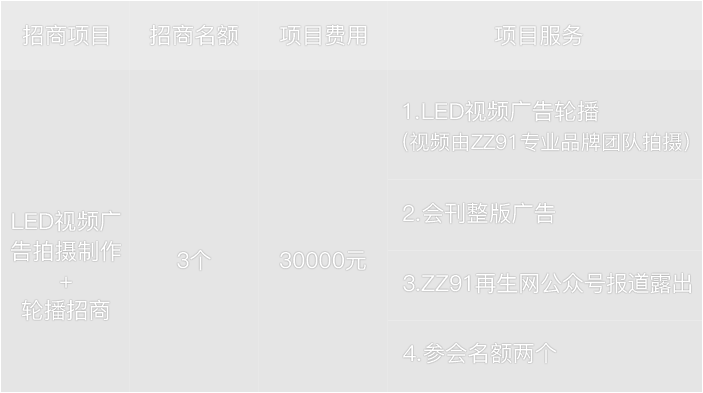 招商项目 招商名额 项目费用 项目服务
LED视频广
告拍摄制作
+
轮播招商
3个
30000元
1.LED视频广告轮播
(视频由ZZ91专业品牌团队拍摄)
2.会刊整版广告
3.ZZ91再生网公众号报道露出
4.参会名额两个